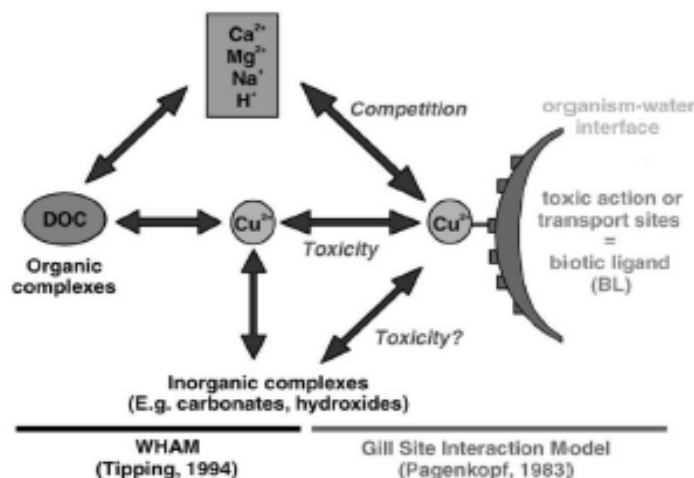 Ca²⁺
Mg²⁺
Na⁺
H⁺
Competition
organism-water
interface
DOC
Cu²⁺
Cu²⁺
Toxicity
toxic action or
transport sites
=
biotic ligand
(BL)
Organic
complexes
Toxicity?
Inorganic complexes
(E.g. carbonates, hydroxides)
WHAM
(Tipping, 1994)
Gill Site Interaction Model
(Pagenkopf, 1983)